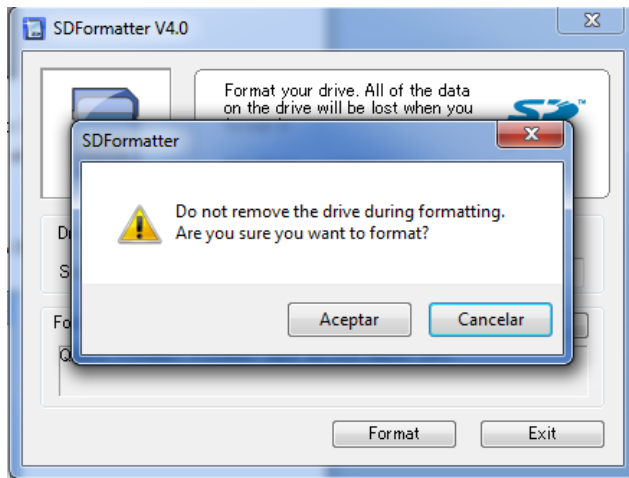 SDFormatter V4.0
Format your drive. All of the data
on the drive will be lost when you
SD
SDFormatter
Do not remove the drive during formatting.
Are you sure you want to format?
Aceptar
Cancelar
Format
Exit